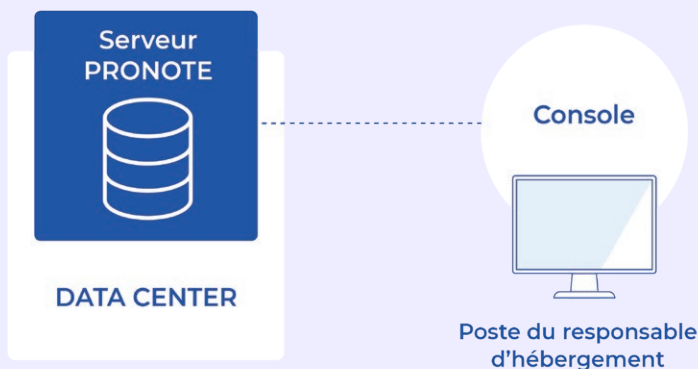 Serveur
PRONOTE
DATA CENTER
Console
Poste du responsable
d'hébergement